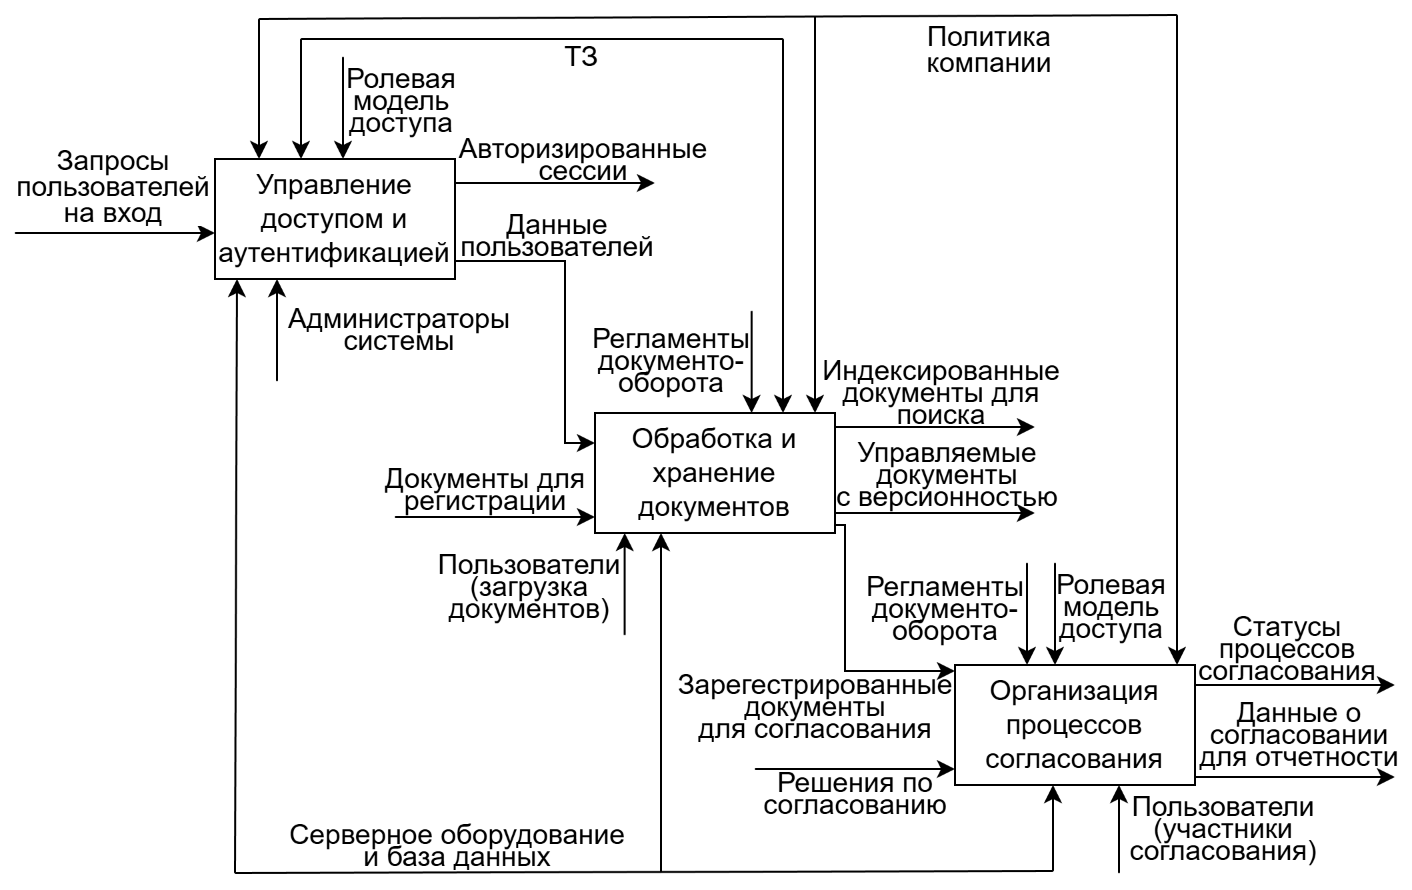 Политика
компании
ТЗ
Ролевая
модель
доступа
Запросы
пользователей
на вход
Управление
доступом и
аутентификацией
Авторизированные
сессии
Данные
пользователей
Администраторы
системы
Регламенты
документо-
оборота
Индексированные
документы для
поиска
Обработка и
хранение
документов
Управляемые
документы
с версионностью
Документы для
регистрации
Пользователи
(загрузка
документов)
Регламенты
документо-
оборота
Ролевая
модель
доступа
Статусы
процессов
согласования
Зарегестрированные
документы
для согласования
Организация
процессов
согласования
Данные о
согласовании
для отчетности
Решения по
согласованию
Пользователи
(участники
согласования)
Серверное оборудование
и база данных